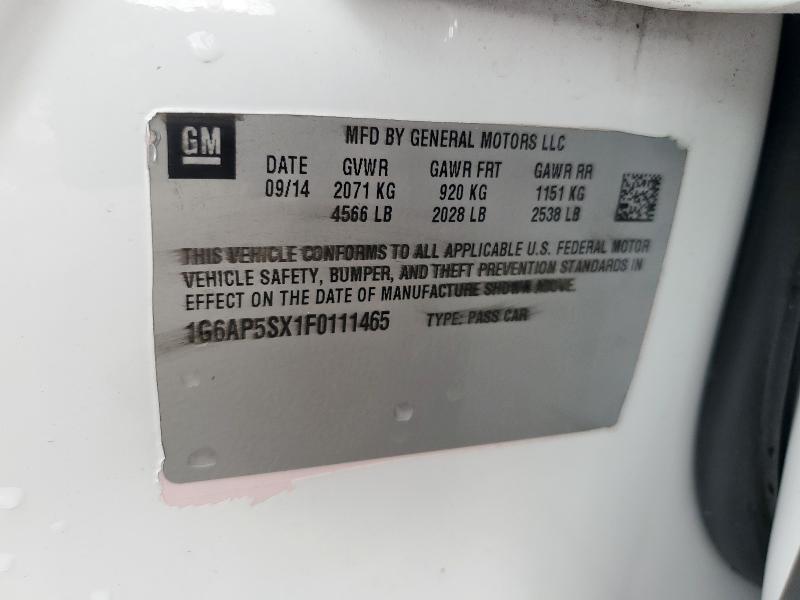 GM
MFD BY GENERAL MOTORS LLC
DATE GVWR GAWR FRT GAWR RR
09/14 2071 KG 920 KG 1151 KG
4566 LB 2028 LB 2538 LB
THIS VEHICLE CONFORMS TO ALL APPLICABLE U.S. FEDERAL MOTOR
VEHICLE SAFETY, BUMPER, AND THEFT PREVENTION STANDARDS IN
EFFECT ON THE DATE OF MANUFACTURE SHOWN ABOVE.
1G6AP5SX1F0111465 TYPE: PASS CAR